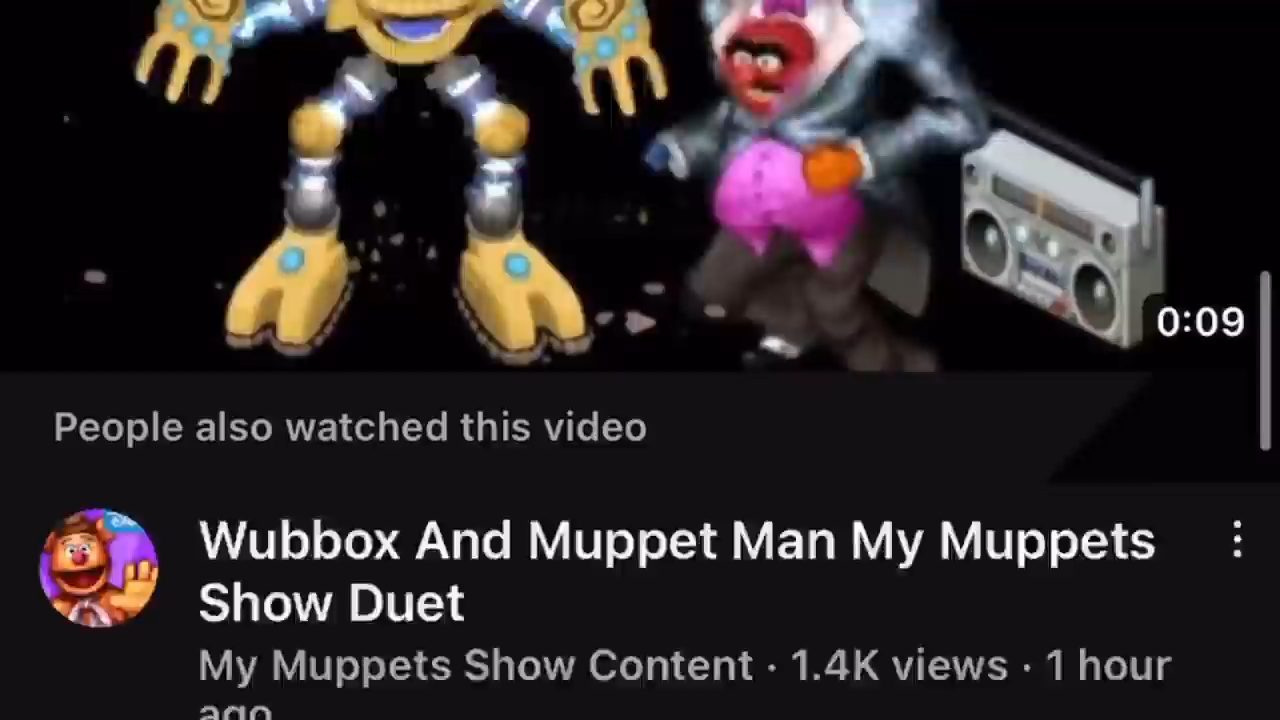 0:09
People also watched this video
Wubbox And Muppet Man My Muppets
Show Duet
My Muppets Show Content · 1.4K views · 1 hour
ago